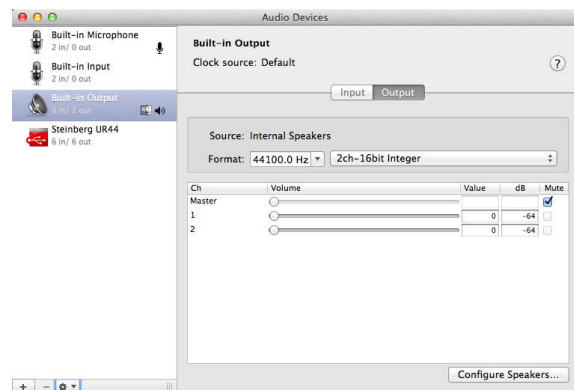 Audio Devices
Built-in Microphone
2 in/ 0 out
Built-in Input
2 in/ 0 out
Built-in Output
0 in/ 2 out
Steinberg UR44
6 in/ 6 out
Built-in Output
Clock source: Default
?
Input Output
Source: Internal Speakers
Format: 44100.0 Hz 2ch-16bit Integer
Ch Volume Value dB Mute
Master
1 0 -64
2 0 -64
Configure Speakers...